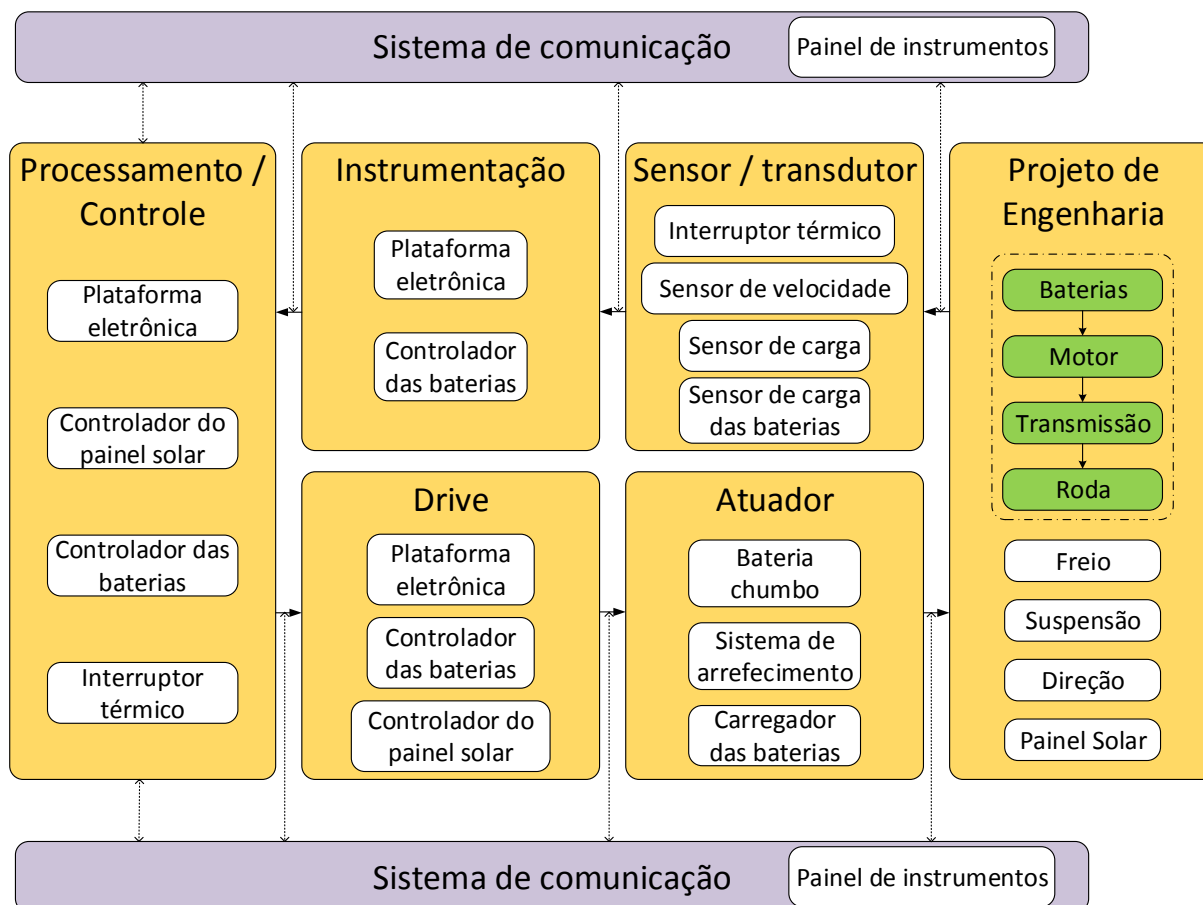 Sistema de comunicação
Painel de instrumentos
Processamento /
Controle
Plataforma
eletrônica
Controlador do
painel solar
Controlador das
baterias
Interruptor
térmico
Instrumentação
Plataforma
eletrônica
Controlador
das baterias
Sensor / transdutor
Interruptor térmico
Sensor de velocidade
Sensor de carga
Sensor de carga
das baterias
Projeto de
Engenharia
Baterias
Motor
Transmissão
Roda
Freio
Suspensão
Direção
Painel Solar
Drive
Plataforma
eletrônica
Controlador
das baterias
Controlador do
painel solar
Atuador
Bateria
chumbo
Sistema de
arrefecimento
Carregador
das baterias
Sistema de comunicação
Painel de instrumentos